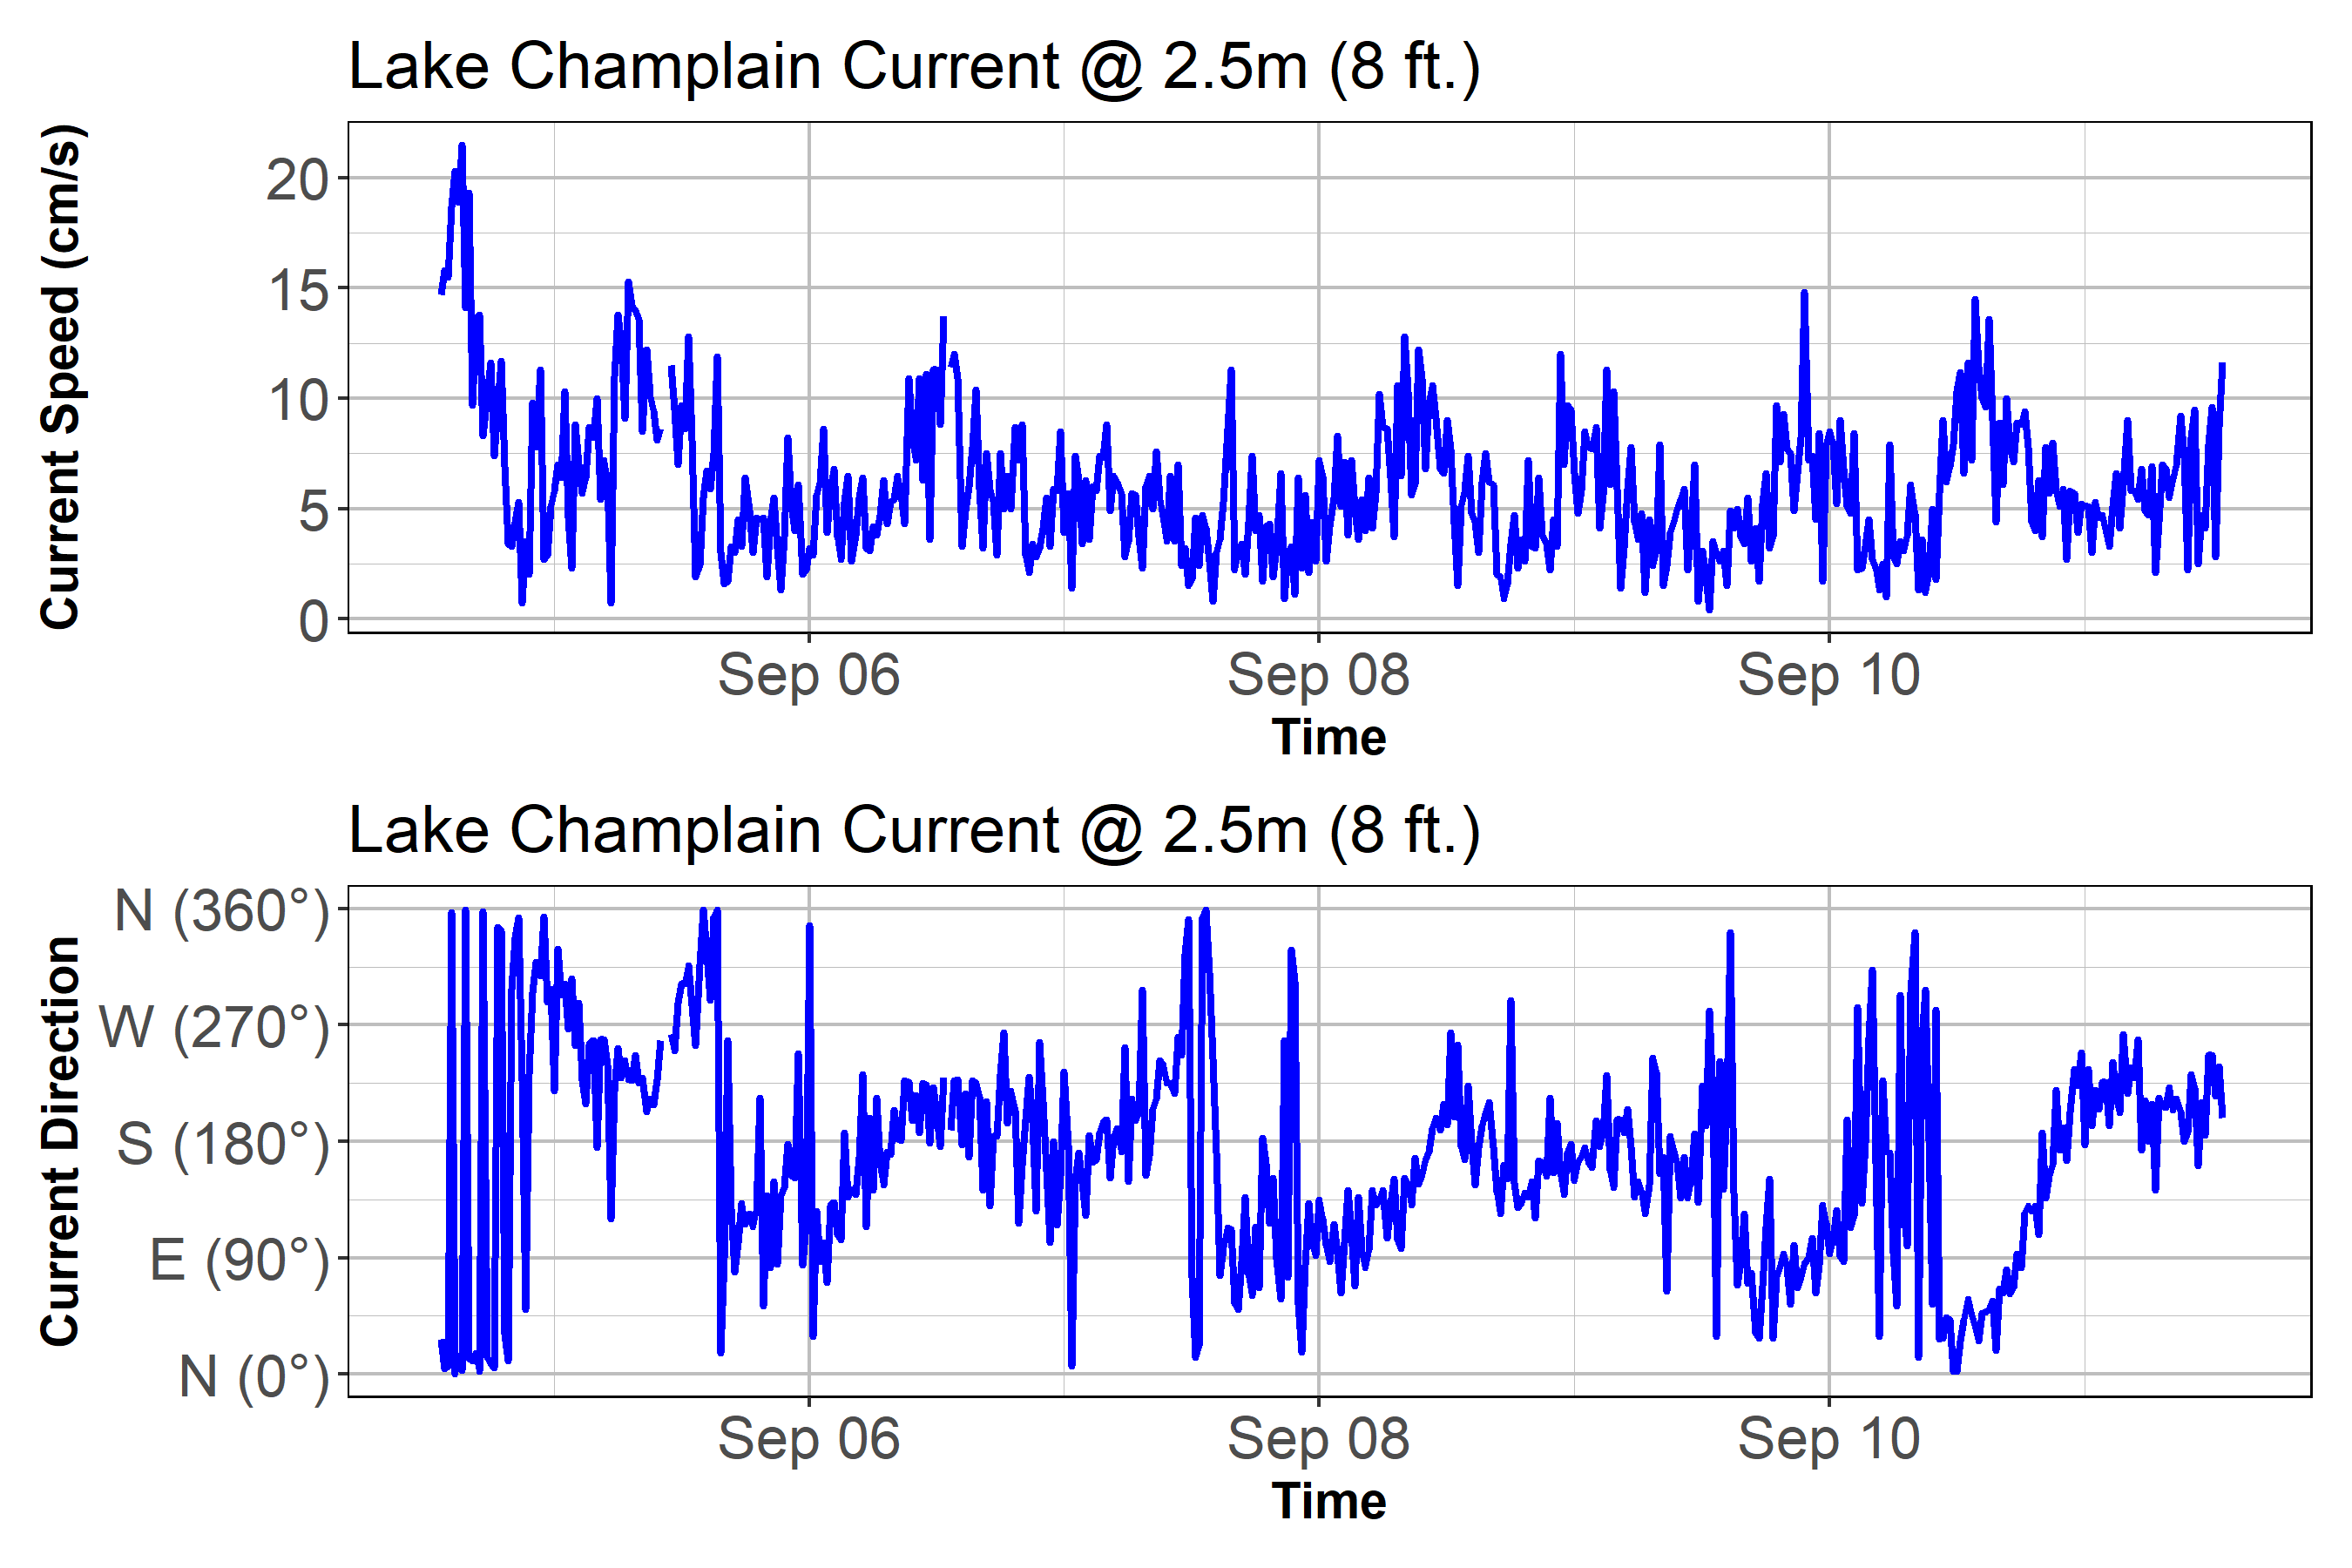 Lake Champlain Current @ 2.5m (8 ft.)
Current Speed (cm/s)
20
15
10
5
0
Sep 06
Sep 08
Sep 10
Time
Lake Champlain Current @ 2.5m (8 ft.)
Current Direction
N (360°)
W (270°)
S (180°)
E (90°)
N (0°)
Sep 06
Sep 08
Sep 10
Time